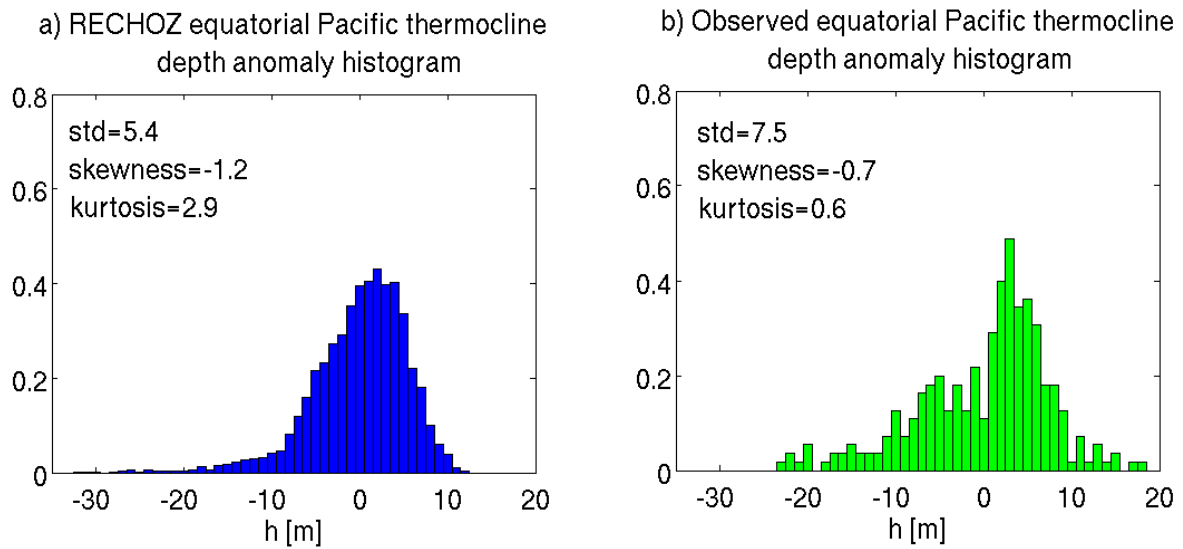 a) RECHOZ equatorial Pacific thermocline
depth anomaly histogram
0.8
0.6
0.4
0.2
0
std=5.4
skewness=-1.2
kurtosis=2.9
-30 -20 -10 0 10 20
h [m]
b) Observed equatorial Pacific thermocline
depth anomaly histogram
0.8
0.6
0.4
0.2
0
std=7.5
skewness=-0.7
kurtosis=0.6
-30 -20 -10 0 10 20
h [m]